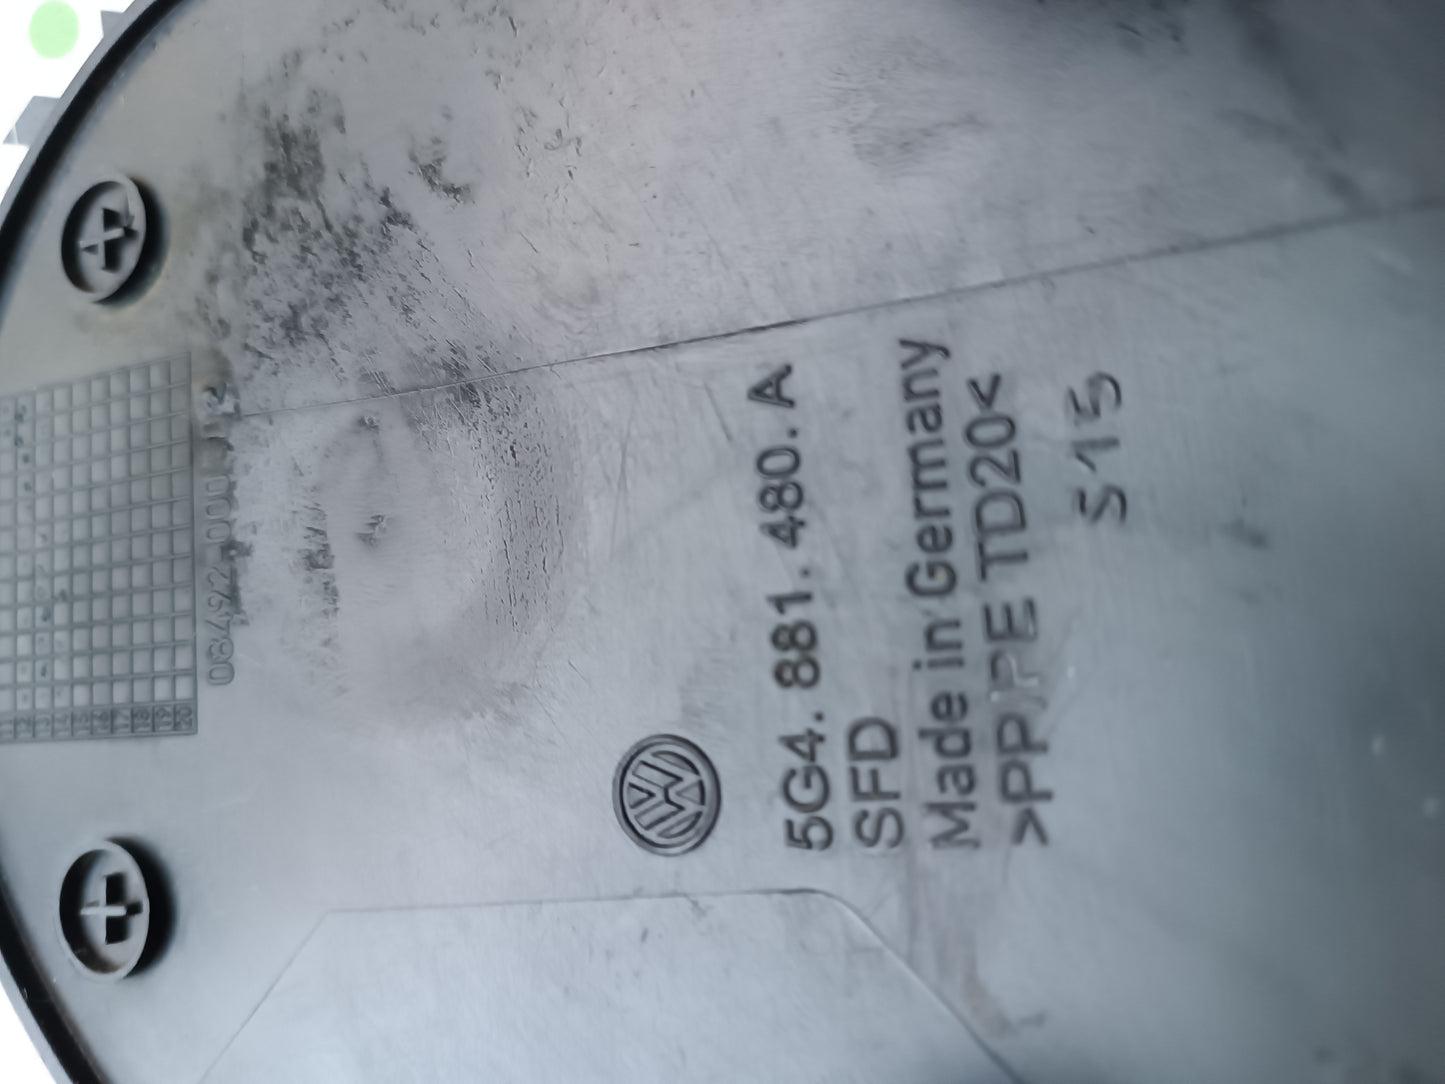 5G4.881.480.A
SFD
Made in Germany
>PP/PE TD20<
S15